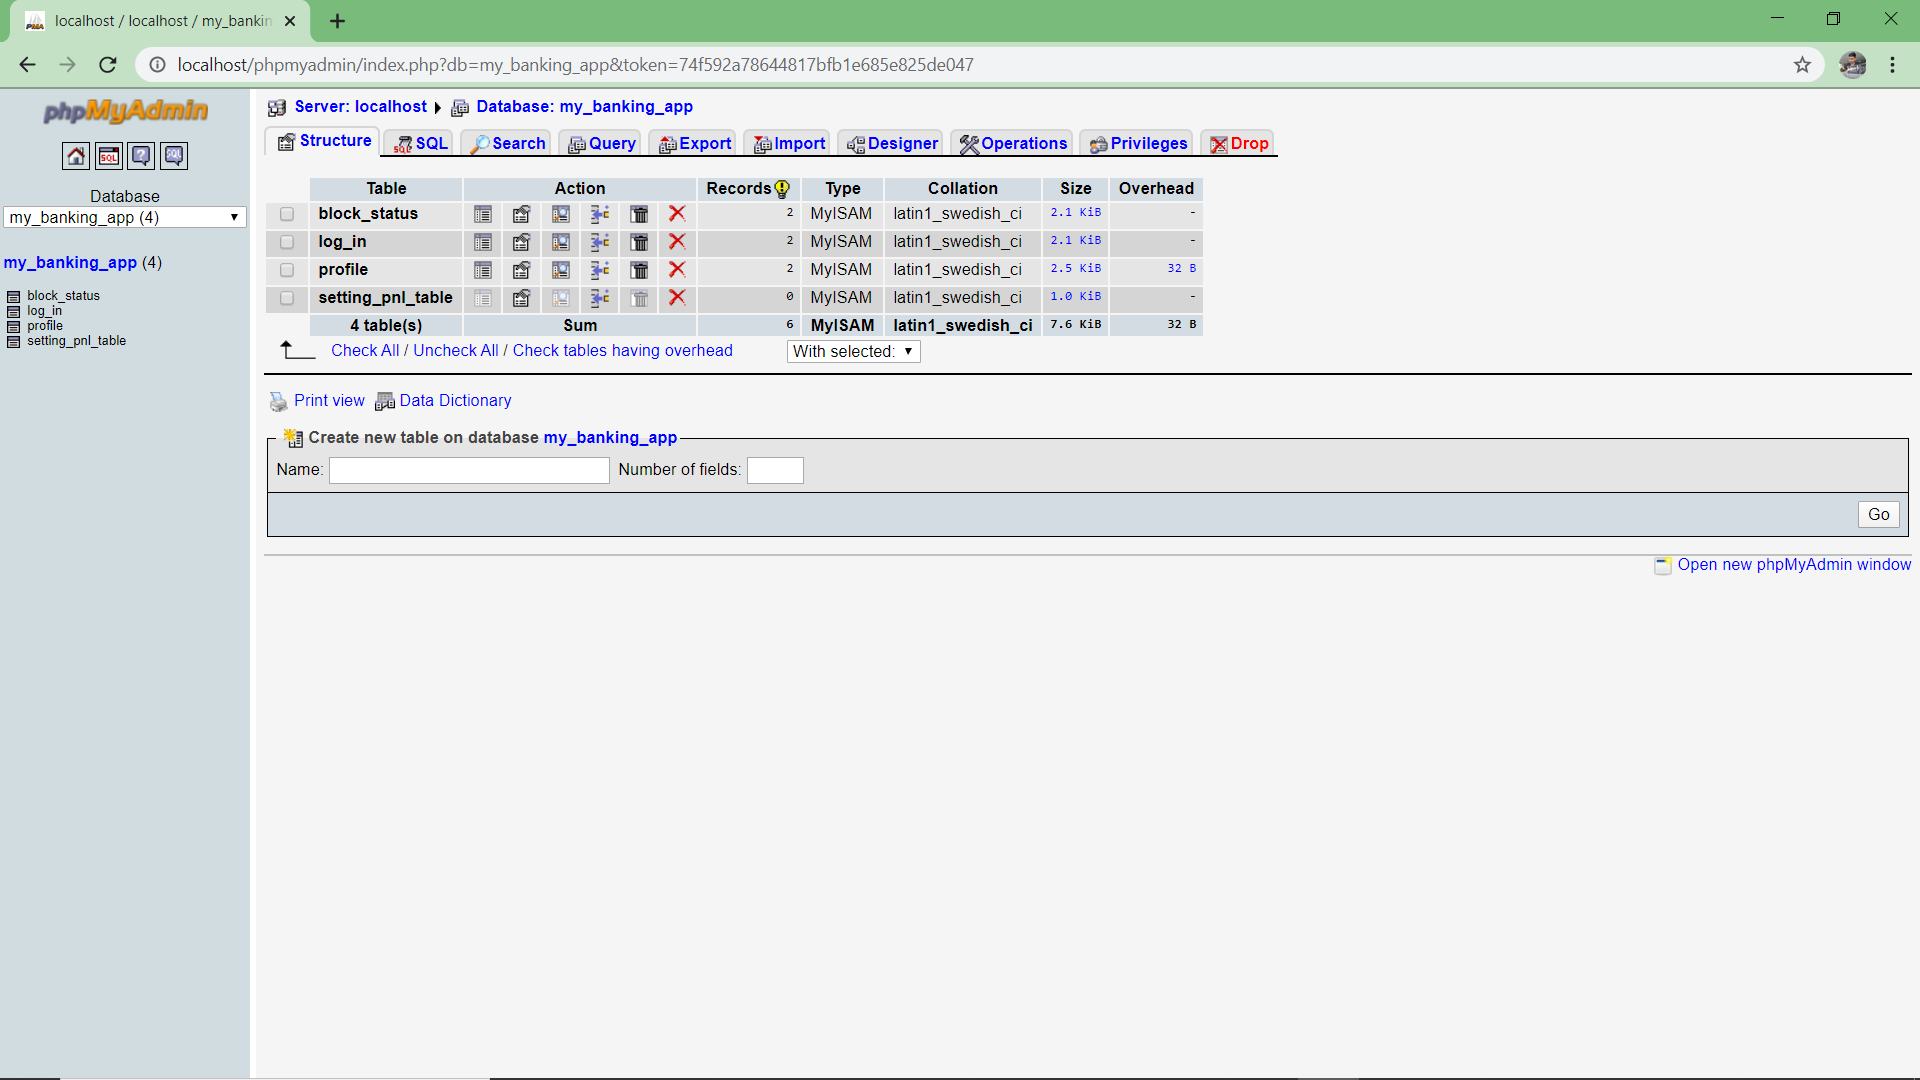 localhost / localhost / my_bankin
localhost/phpmyadmin/index.php?db=my_banking_app&token=74f592a78644817bfb1e685e825de047
phpMyAdmin
SQL
?
SQL
Database
my_banking_app (4)
my_banking_app (4)
block_status
log_in
profile
setting_pnl_table
Server: localhost Database: my_banking_app
Structure SQL Search Query Export Import Designer Operations Privileges Drop
Table Action Records Type Collation Size Overhead
block_status 2 MyISAM latin1_swedish_ci 2.1 KiB -
log_in 2 MyISAM latin1_swedish_ci 2.1 KiB -
profile 2 MyISAM latin1_swedish_ci 2.5 KiB 32 B
setting_pnl_table 0 MyISAM latin1_swedish_ci 1.0 KiB -
4 table(s) Sum 6 MyISAM latin1_swedish_ci 7.6 KiB 32 B
Check All / Uncheck All / Check tables having overhead With selected:
Print view Data Dictionary
Create new table on database my_banking_app
Name: Number of fields:
Go
Open new phpMyAdmin window